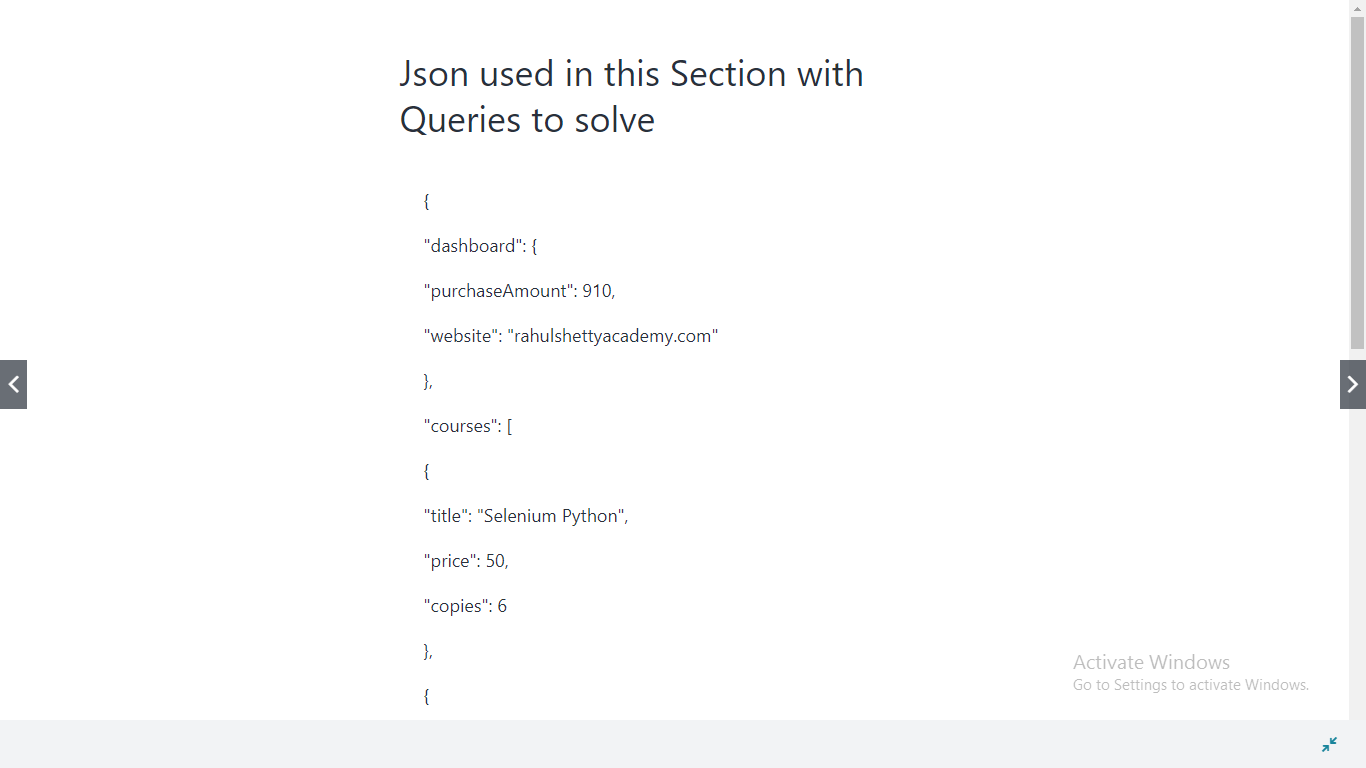 Json used in this Section with
Queries to solve
{
"dashboard": {
"purchaseAmount": 910,
"website": "rahulshettyacademy.com"
},
"courses": [
{
"title": "Selenium Python",
"price": 50,
"copies": 6
},
{
Activate Windows
Go to Settings to activate Windows.